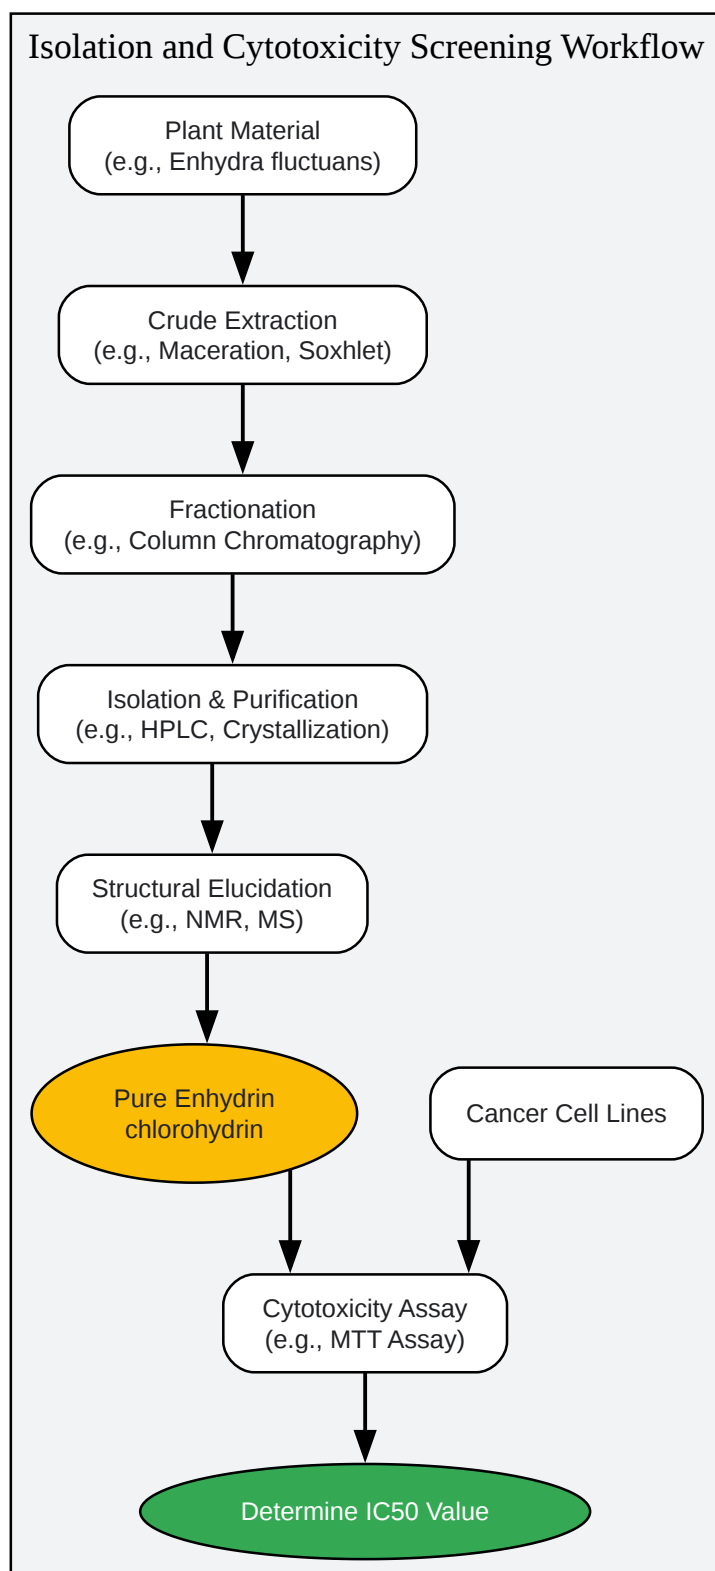 Isolation and Cytotoxicity Screening Workflow
Plant Material
(e.g., Enhydra fluctuans)
Crude Extraction
(e.g., Maceration, Soxhlet)
Fractionation
(e.g., Column Chromatography)
Isolation & Purification
(e.g., HPLC, Crystallization)
Structural Elucidation
(e.g., NMR, MS)
Pure Enhydrin
chlorohydrin
Cancer Cell Lines
Cytotoxicity Assay
(e.g., MTT Assay)
Determine IC50 Value